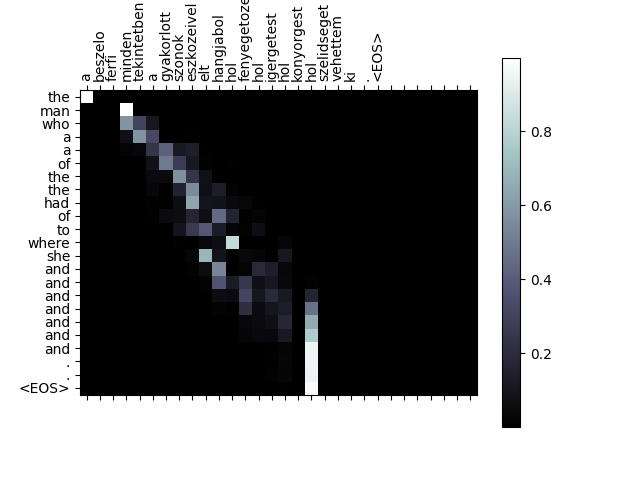 a
beszelo
ferfi
minden
tekintetben
a
gyakorlott
szonok
eszkozeivel
elt
hangjabol
hol
fenyegetoze
hol
igergetest
hol
konyorgest
hol
szelidseget
vehettem
ki
.
<EOS>
the
man
who
a
a
of
the
the
had
of
to
where
she
and
and
and
and
and
and
and
.
.
<EOS>
0.8
0.6
0.4
0.2